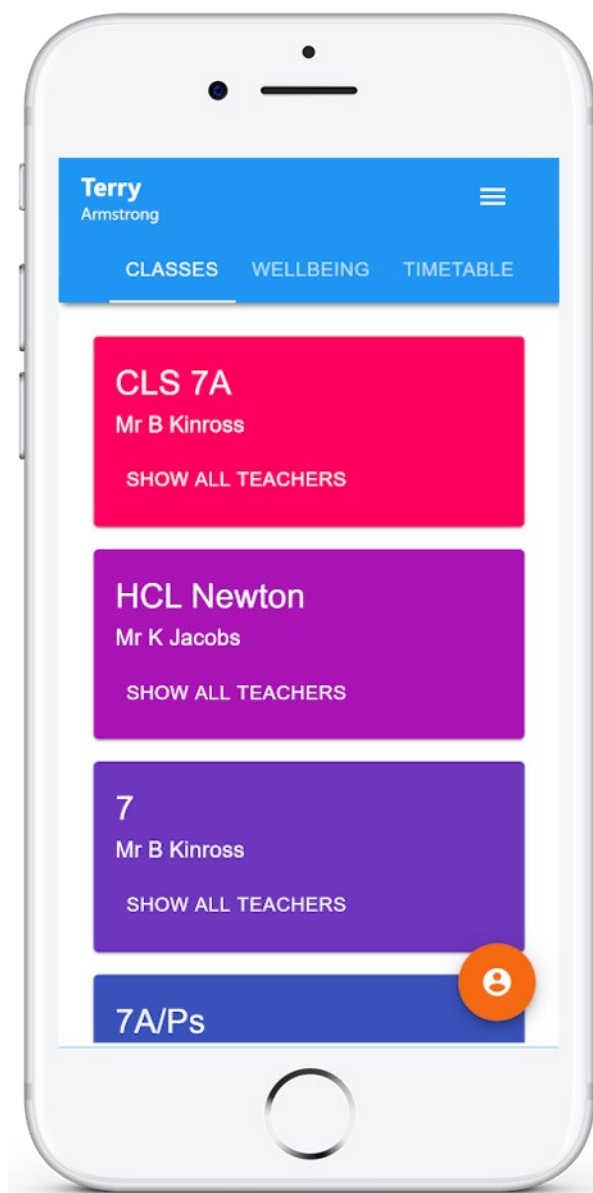 Terry
Armstrong
CLASSES WELLBEING TIMETABLE
CLS 7A
Mr B Kinross
SHOW ALL TEACHERS
HCL Newton
Mr K Jacobs
SHOW ALL TEACHERS
7
Mr B Kinross
SHOW ALL TEACHERS
7A/Ps